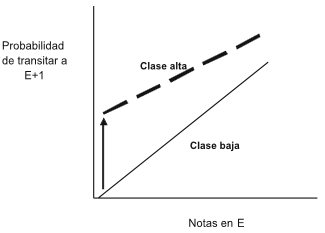 Probabilidad
de transitar a
E+1
Clase alta
Clase baja
Notas en E